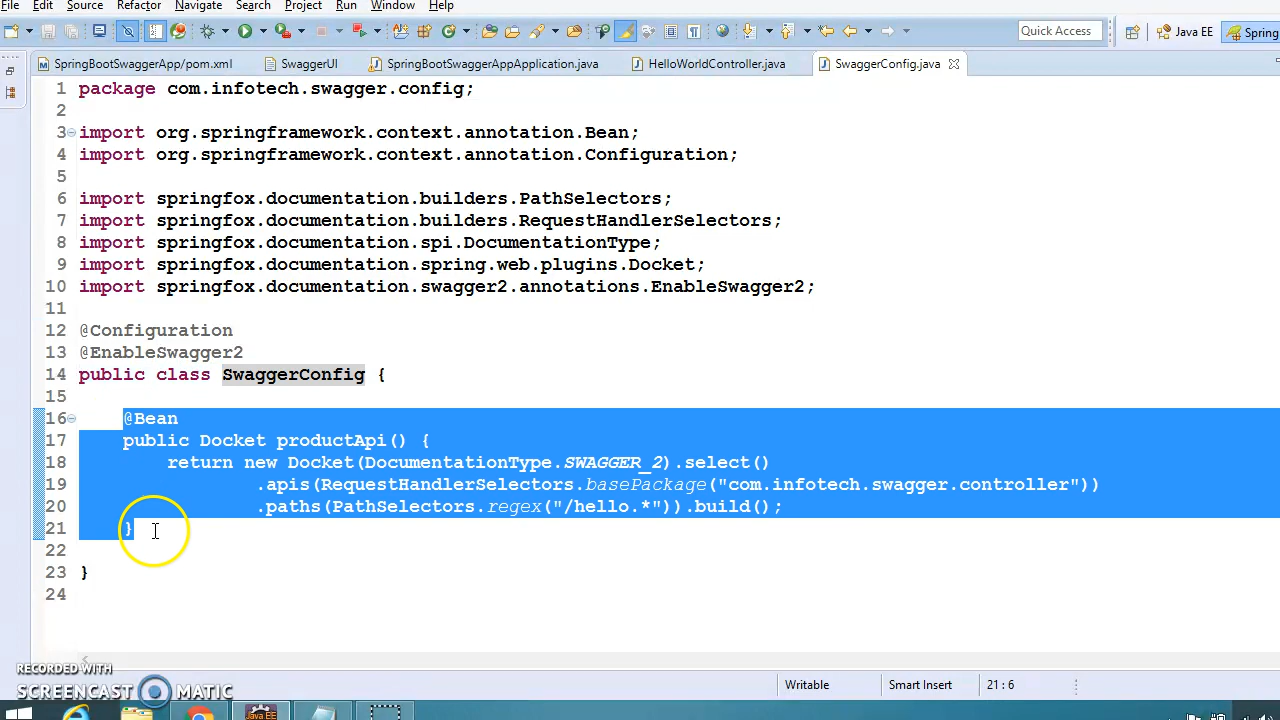 File Edit Source Refactor Navigate Search Project Run Window Help
Quick Access Java EE Spring
SpringBootSwaggerApp/pom.xml SwaggerUI SpringBootSwaggerAppApplication.java HelloWorldController.java SwaggerConfig.java
1 package com.infotech.swagger.config;
2
3 import org.springframework.context.annotation.Bean;
4 import org.springframework.context.annotation.Configuration;
5
6 import springfox.documentation.builders.PathSelectors;
7 import springfox.documentation.builders.RequestHandlerSelectors;
8 import springfox.documentation.spi.DocumentationType;
9 import springfox.documentation.spring.web.plugins.Docket;
10 import springfox.documentation.swagger2.annotations.EnableSwagger2;
11
12 @Configuration
13 @EnableSwagger2
14 public class SwaggerConfig {
15
16 @Bean
17 public Docket productApi() {
18 return new Docket(DocumentationType.SWAGGER_2).select()
19 .apis(RequestHandlerSelectors.basePackage("com.infotech.swagger.controller"))
20 .paths(PathSelectors.regex("/hello.*")).build();
21 }
22
23 }
24
RECORDED WITH
SCREENCAST MATIC
Writable Smart Insert 21 : 6
Java EE